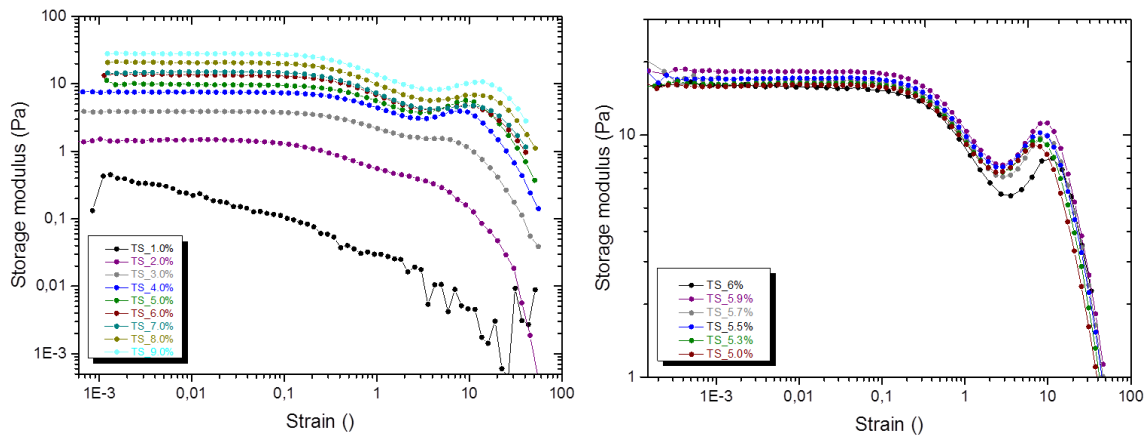 100
10
1
0,1
0,01
1E-3
Storage modulus (Pa)
TS_1.0%
TS_2.0%
TS_3.0%
TS_4.0%
TS_5.0%
TS_6.0%
TS_7.0%
TS_8.0%
TS_9.0%
1E-3 0,01 0,1 1 10 100
Strain ()
10
1
Storage modulus (Pa)
TS_6%
TS_5.9%
TS_5.7%
TS_5.5%
TS_5.3%
TS_5.0%
1E-3 0,01 0,1 1 10 100
Strain ()